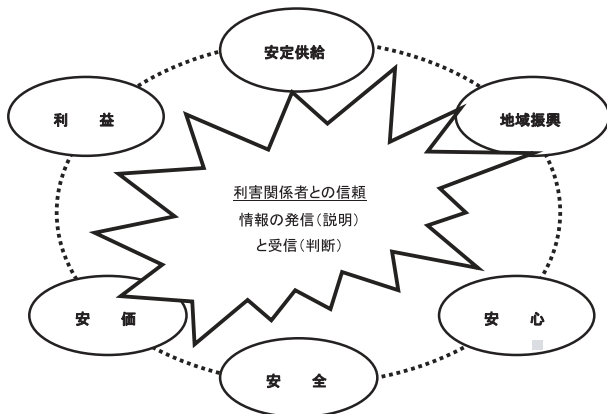 安定供給
利　益
地域振興
利害関係者との信頼
情報の発信（説明）
と受信（判断）
安　価
安　心
安　全